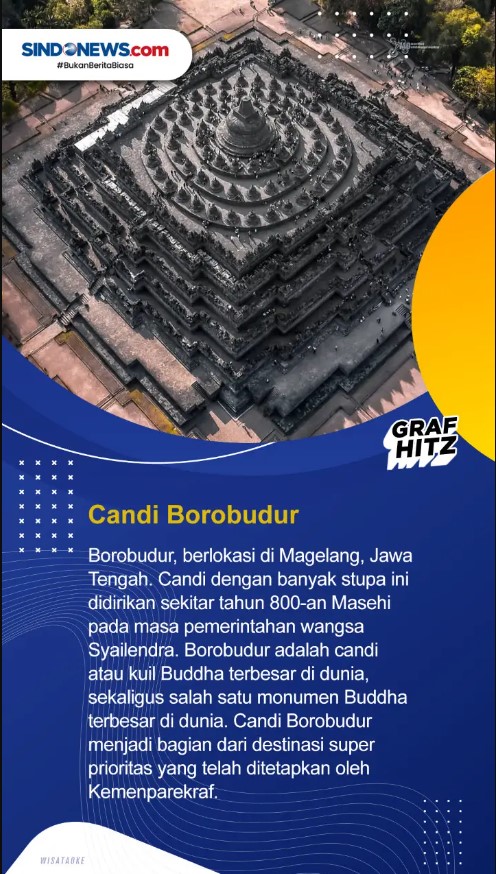 SINDONEWS.com
#BukanBeritaBiasa
GRAF
HITZ
Candi Borobudur
Borobudur, berlokasi di Magelang, Jawa
Tengah. Candi dengan banyak stupa ini
didirikan sekitar tahun 800-an Masehi
pada masa pemerintahan wangsa
Syailendra. Borobudur adalah candi
atau kuil Buddha terbesar di dunia,
sekaligus salah satu monumen Buddha
terbesar di dunia. Candi Borobudur
menjadi bagian dari destinasi super
prioritas yang telah ditetapkan oleh
Kemenparekraf.
WISATAOKE